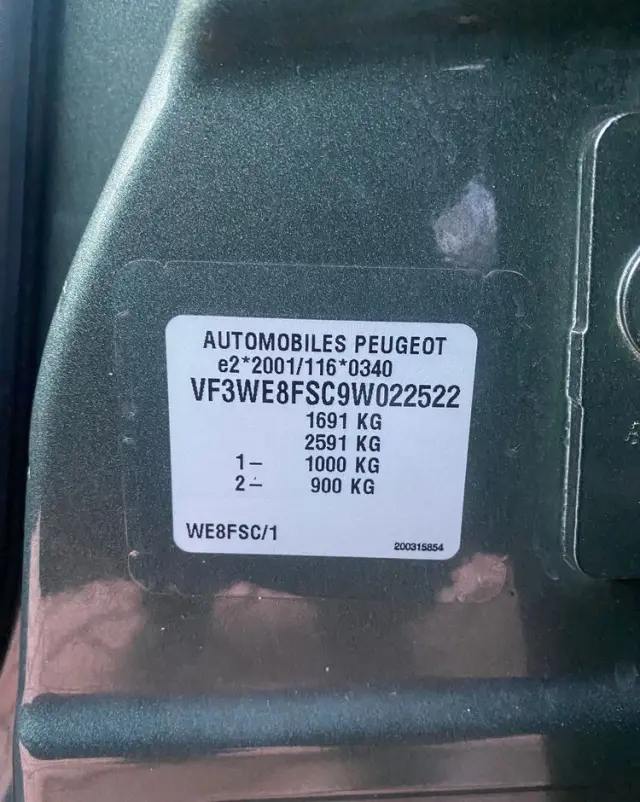 AUTOMOBILES PEUGEOT
e2*2001/116*0340
VF3WE8FSC9W022522
1691 KG
2591 KG
1- 1000 KG
2- 900 KG
WE8FSC/1
200315854